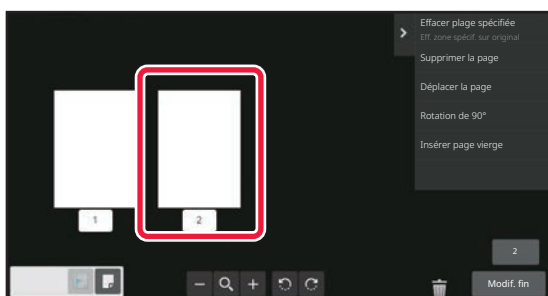 Effacer plage spécifiée
Eff. zone spécif. sur original
Supprimer la page
Déplacer la page
Rotation de 90°
Insérer page vierge
1
2
2
Modif. fin